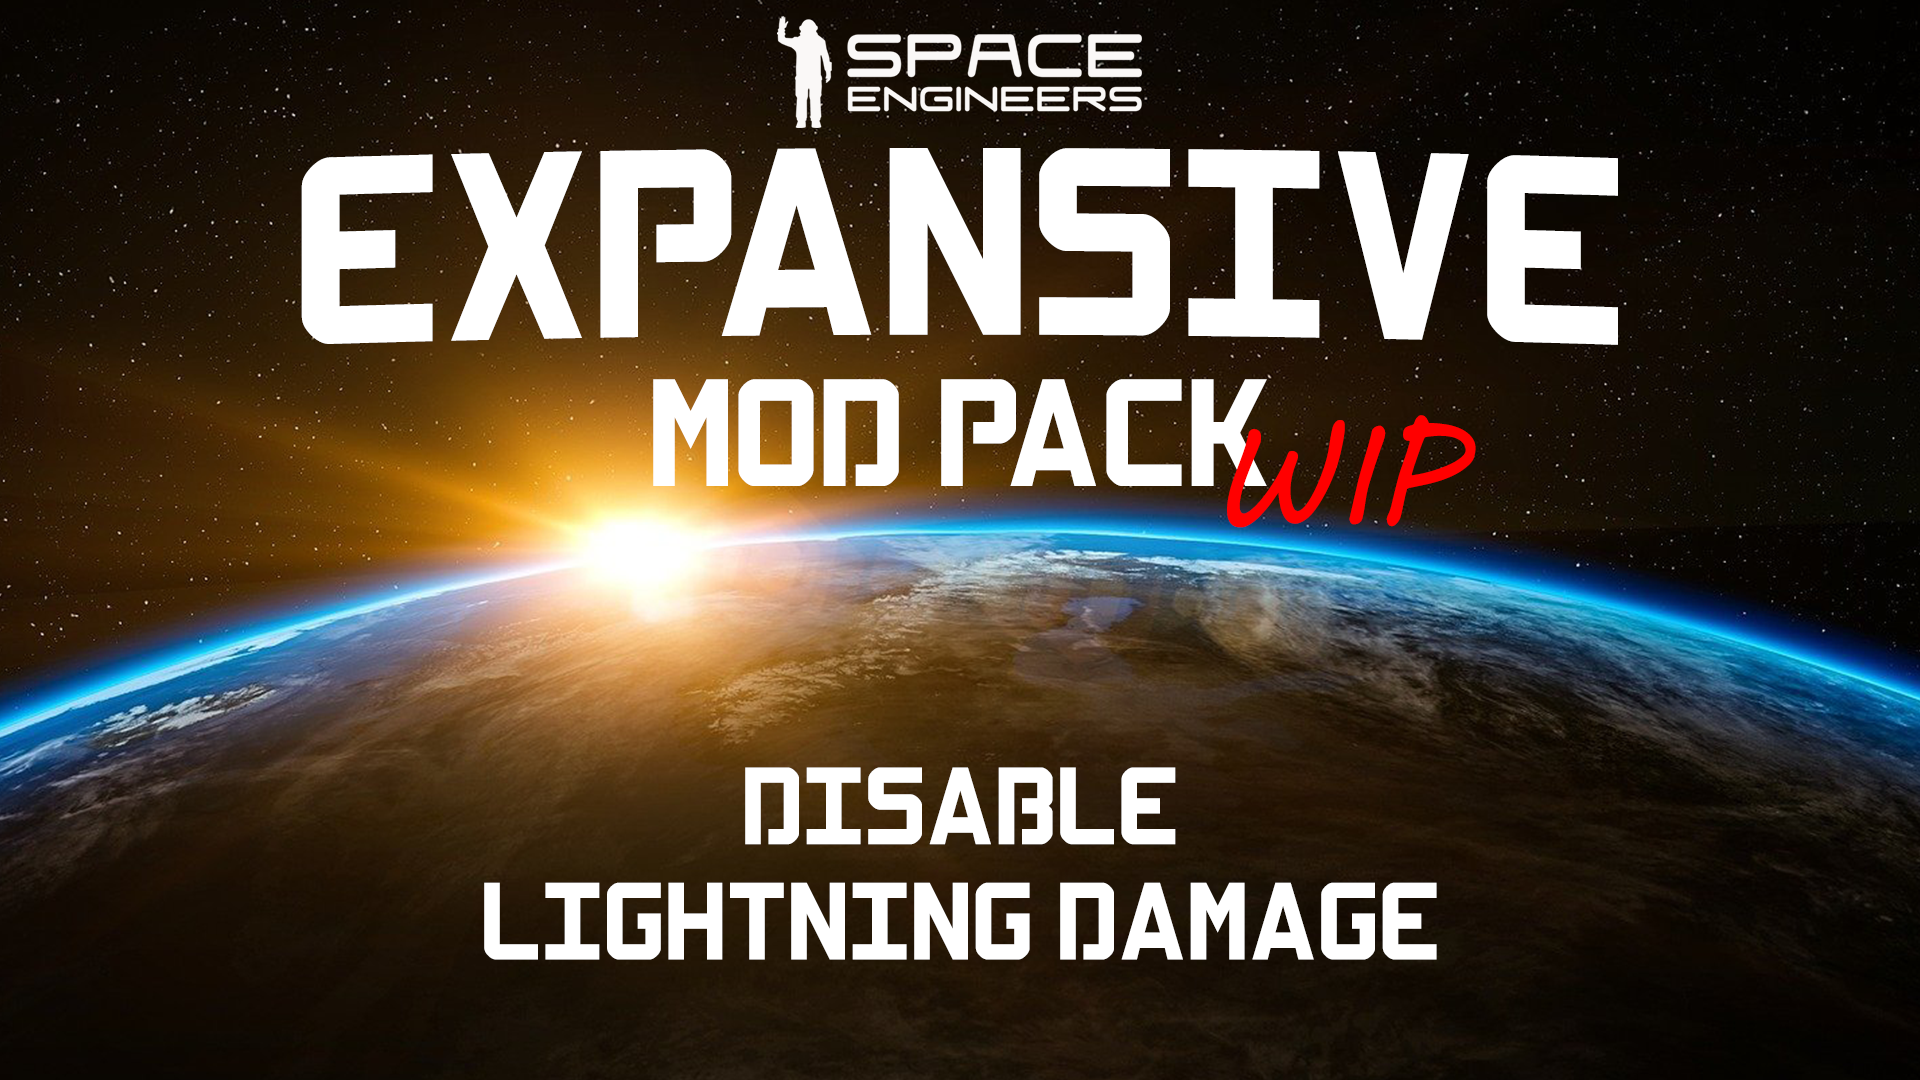 SPACE
ENGINEERS
EXPANSIVE
MOD PACK
WIP
DISABLE
LIGHTNING DAMAGE